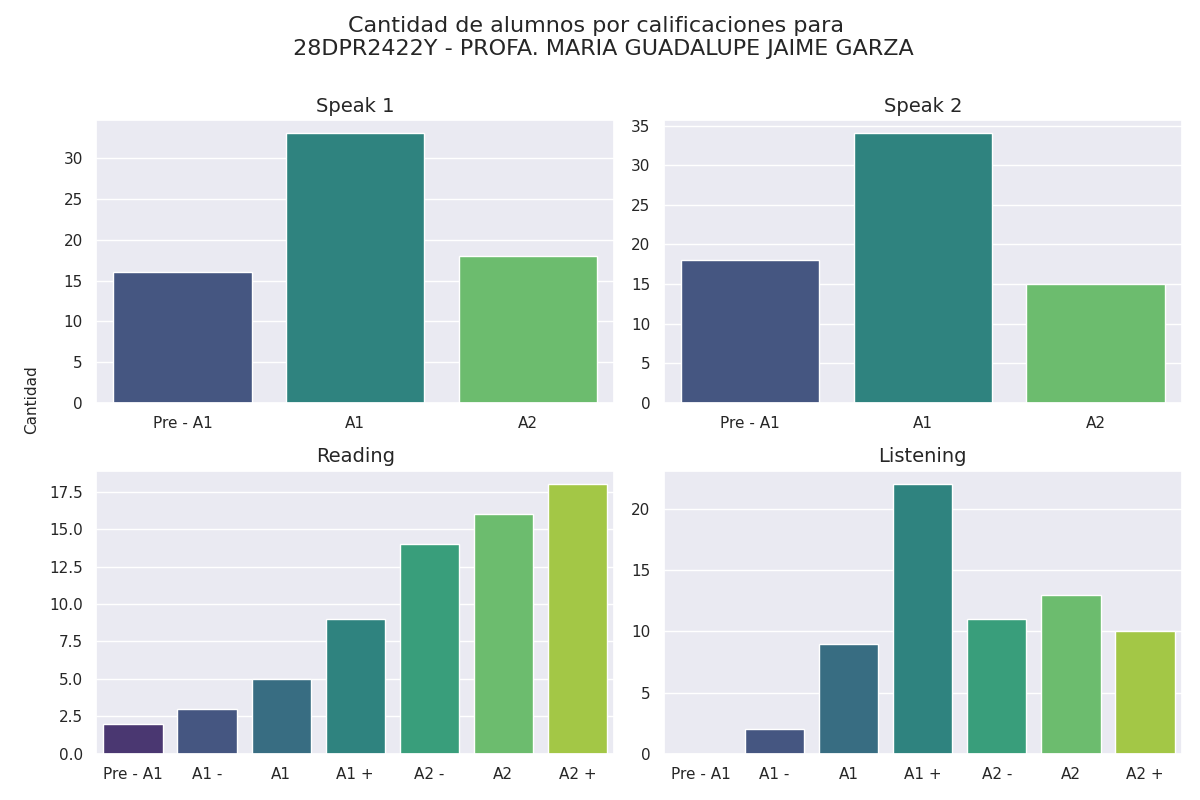 Cantidad de alumnos por calificaciones para
28DPR2422Y - PROFA. MARIA GUADALUPE JAIME GARZA
Cantidad
Speak 1
30
25
20
15
10
5
0
Pre - A1 A1 A2
Speak 2
35
30
25
20
15
10
5
0
Pre - A1 A1 A2
Reading
17.5
15.0
12.5
10.0
7.5
5.0
2.5
0.0
Pre - A1 A1 - A1 A1 + A2 - A2 A2 +
Listening
20
15
10
5
0
Pre - A1 A1 - A1 A1 + A2 - A2 A2 +